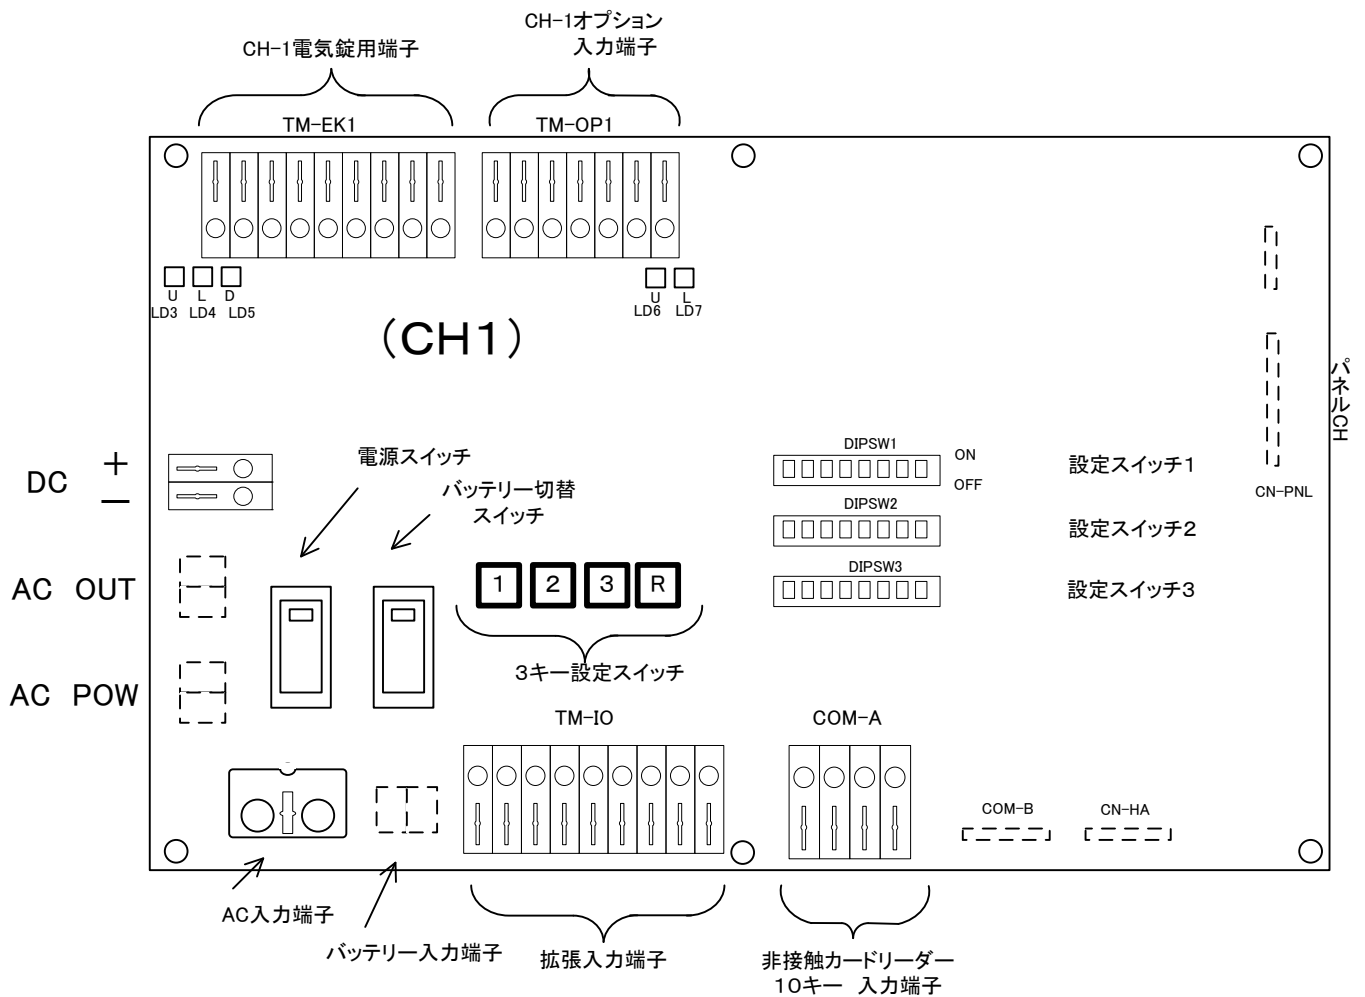 CH-1オプション
入力端子
CH-1電気錠用端子
TM-EK1
TM-OP1
U
L
D
LD3
LD4
LD5
U
L
LD6
LD7
(CH1)
パネルCH
DC
+
−
電源スイッチ
バッテリー切替
スイッチ
DIPSW1
ON
OFF
設定スイッチ1
CN-PNL
DIPSW2
設定スイッチ2
DIPSW3
設定スイッチ3
AC OUT
1
2
3
R
3キー設定スイッチ
AC POW
TM-IO
COM-A
COM-B
CN-HA
AC入力端子
バッテリー入力端子
拡張入力端子
非接触カードリーダー
10キー 入力端子